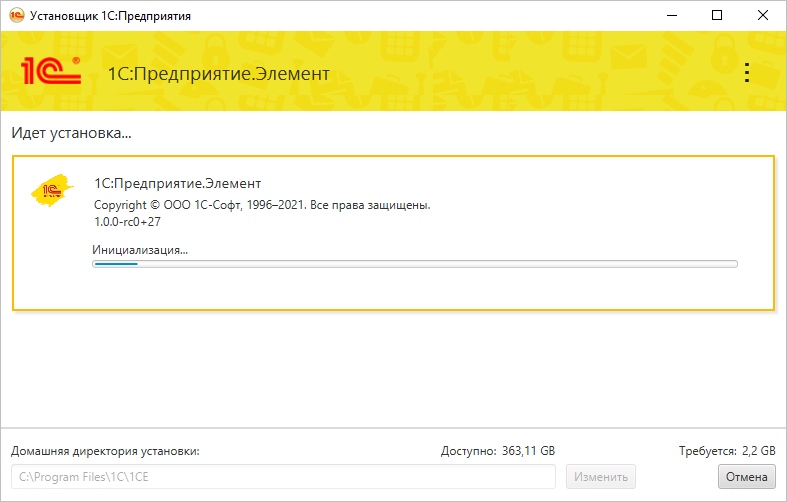 Установщик 1С:Предприятия
1С®
1С:Предприятие.Элемент
Идет установка...
1С:Предприятие.Элемент
Copyright © ООО 1С-Софт, 1996–2021. Все права защищены.
1.0.0-rc0+27
Инициализация...
Домашняя директория установки:
Доступно: 363,11 GB
Требуется: 2,2 GB
C:\Program Files\1C\1CE
Изменить
Отмена